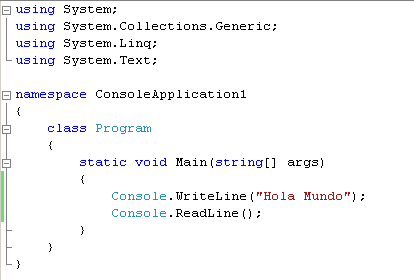 using System;
using System.Collections.Generic;
using System.Linq;
using System.Text;

namespace ConsoleApplication1
{
    class Program
    {
        static void Main(string[] args)
        {
            Console.WriteLine("Hola Mundo");
            Console.ReadLine();
        }
    }
}